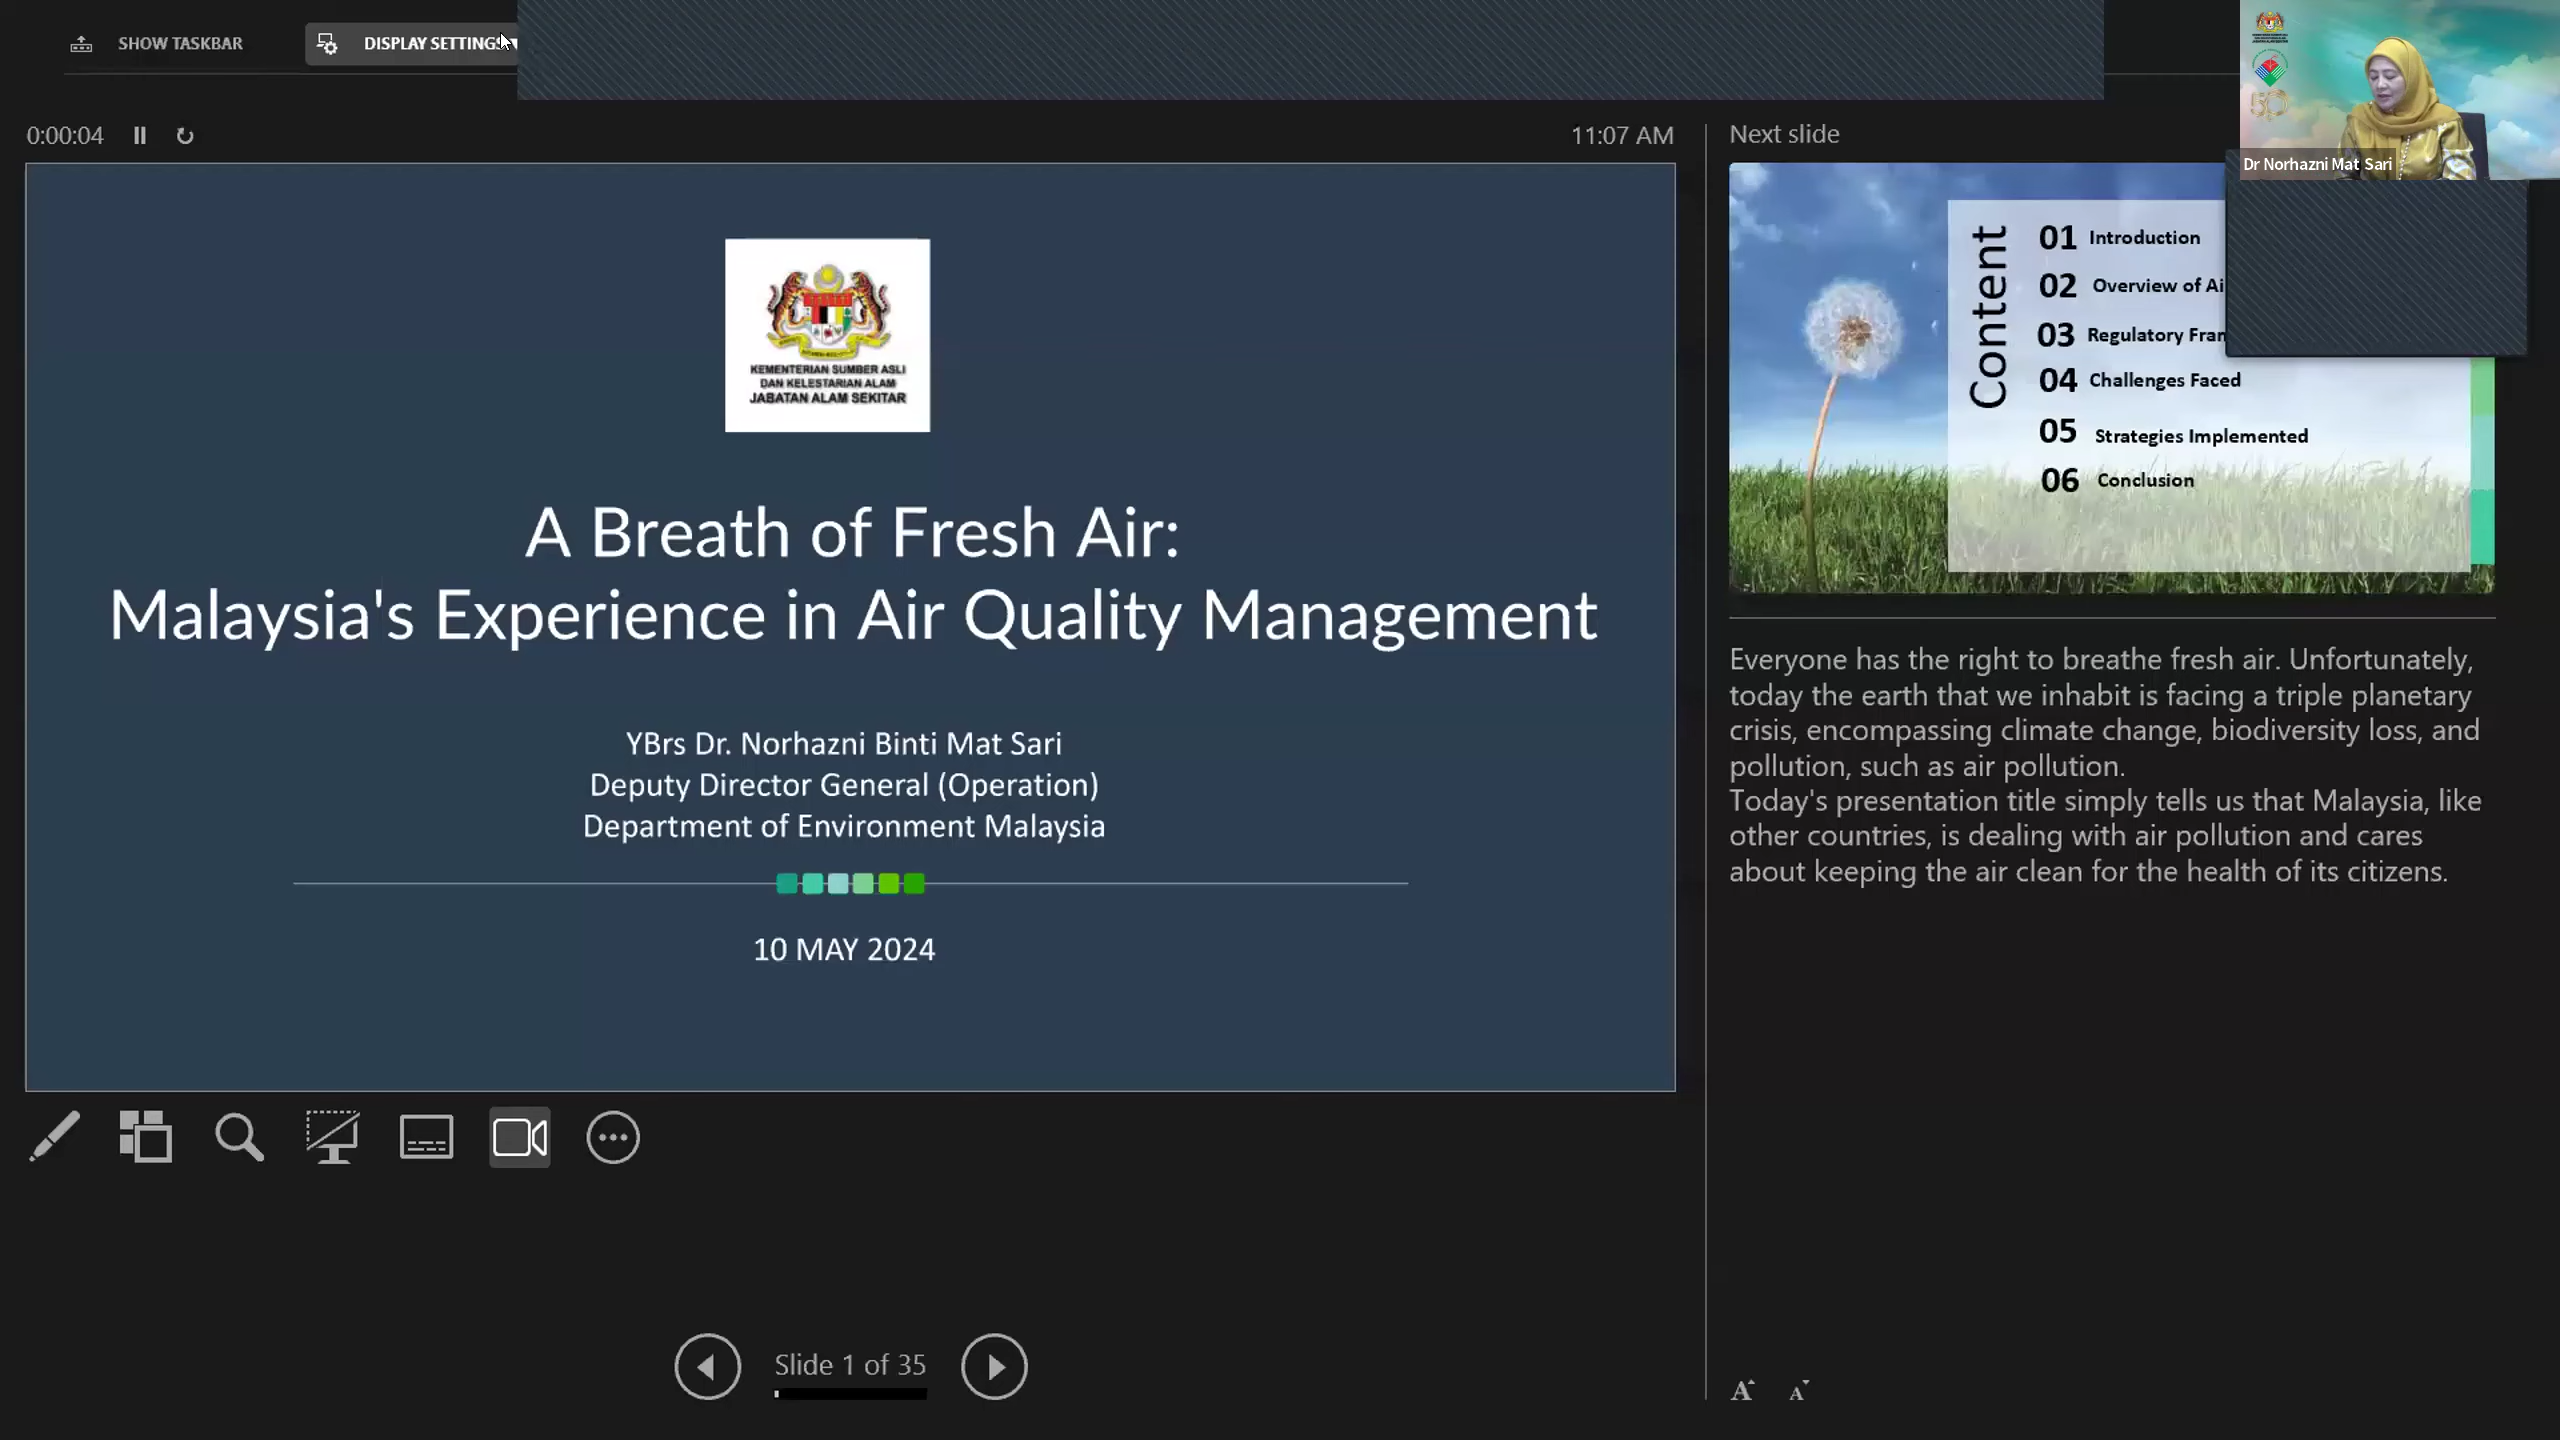 SHOW TASKBAR
DISPLAY SETTINGS
0:00:04
11:07 AM
KEMENTERIAN SUMBER ASLI
DAN KELESTARIAN ALAM
JABATAN ALAM SEKITAR
A Breath of Fresh Air:
Malaysia's Experience in Air Quality Management
YBrs Dr. Norhazni Binti Mat Sari
Deputy Director General (Operation)
Department of Environment Malaysia
10 MAY 2024
Slide 1 of 35
Next slide
Content
01 Introduction
02 Overview of Ai
03 Regulatory Fram
04 Challenges Faced
05 Strategies Implemented
06 Conclusion
Dr Norhazni Mat Sari
50
Everyone has the right to breathe fresh air. Unfortunately,
today the earth that we inhabit is facing a triple planetary
crisis, encompassing climate change, biodiversity loss, and
pollution, such as air pollution.
Today's presentation title simply tells us that Malaysia, like
other countries, is dealing with air pollution and cares
about keeping the air clean for the health of its citizens.
A A